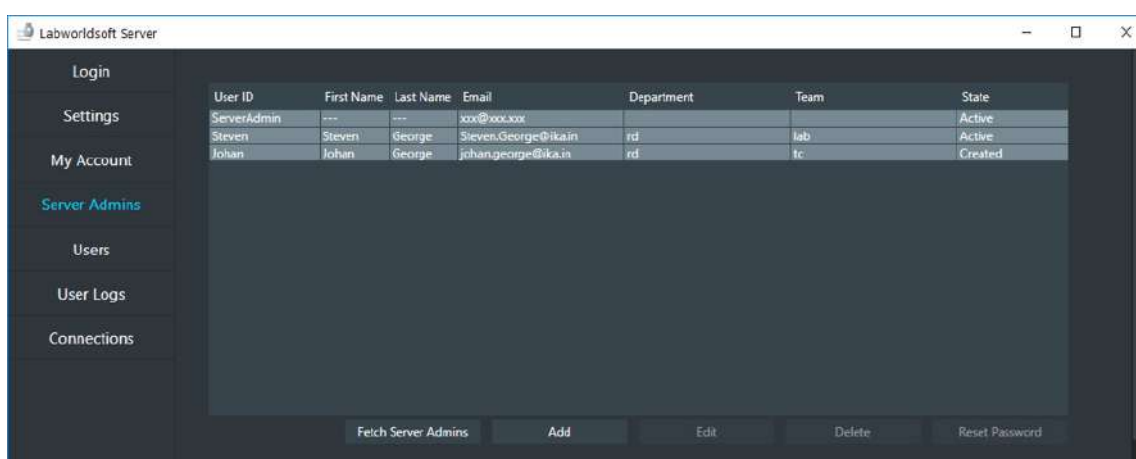 Labworldsoft Server
Login
Settings
My Account
Server Admins
Users
User Logs
Connections
User ID First Name Last Name Email Department Team State
ServerAdmin --- --- xxx@xxx.xxx Active
Steven Steven George Steven.George@ika.in rd lab Active
Johan Johan George johan.george@ika.in rd tc Created
Fetch Server Admins Add Edit Delete Reset Password